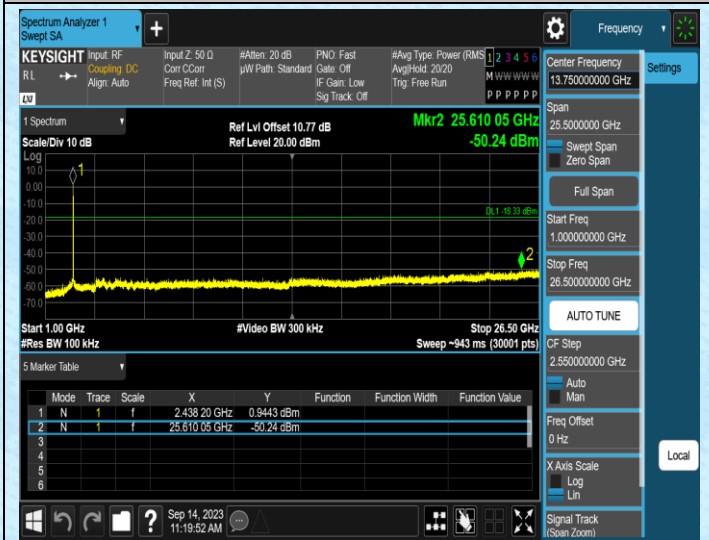 Spectrum Analyzer 1
Swept SA
Frequency
KEYSIGHT
Input: RF
Input Z: 50 Ω
#Atten: 20 dB
PNO: Fast
#Avg Type: Power (RMS
1 2 3 4 5 6
RL
Coupling: DC
Corr CCorr
µW Path: Standard
Gate: Off
Avg|Hold: 20/20
M W W W W W
Align: Auto
Freq Ref: Int (S)
IF Gain: Low
Trig: Free Run
Sig Track: Off
P P P P P P
LXI
1 Spectrum
Ref Lvl Offset 10.77 dB
Mkr2 25.610 05 GHz
Scale/Div 10 dB
Ref Level 20.00 dBm
-50.24 dBm
Log
10.0
0.00
-10.0
-20.0
-30.0
-40.0
-50.0
-60.0
-70.0
1
DL1 -18.33 dBm
2
Start 1.00 GHz
#Video BW 300 kHz
Stop 26.50 GHz
#Res BW 100 kHz
Sweep ~943 ms (30001 pts)
5 Marker Table
Mode Trace Scale X Y Function Function Width Function Value
1 N 1 f 2.438 20 GHz 0.9443 dBm
2 N 1 f 25.610 05 GHz -50.24 dBm
3
4
5
6
?
Sep 14, 2023
11:19:52 AM
Center Frequency
13.750000000 GHz
Settings
Span
25.5000000 GHz
Swept Span
Zero Span
Full Span
Start Freq
1.000000000 GHz
Stop Freq
26.500000000 GHz
AUTO TUNE
CF Step
2.550000000 GHz
Auto
Man
Freq Offset
0 Hz
X Axis Scale
Log
Lin
Local
Signal Track
(Span Zoom)